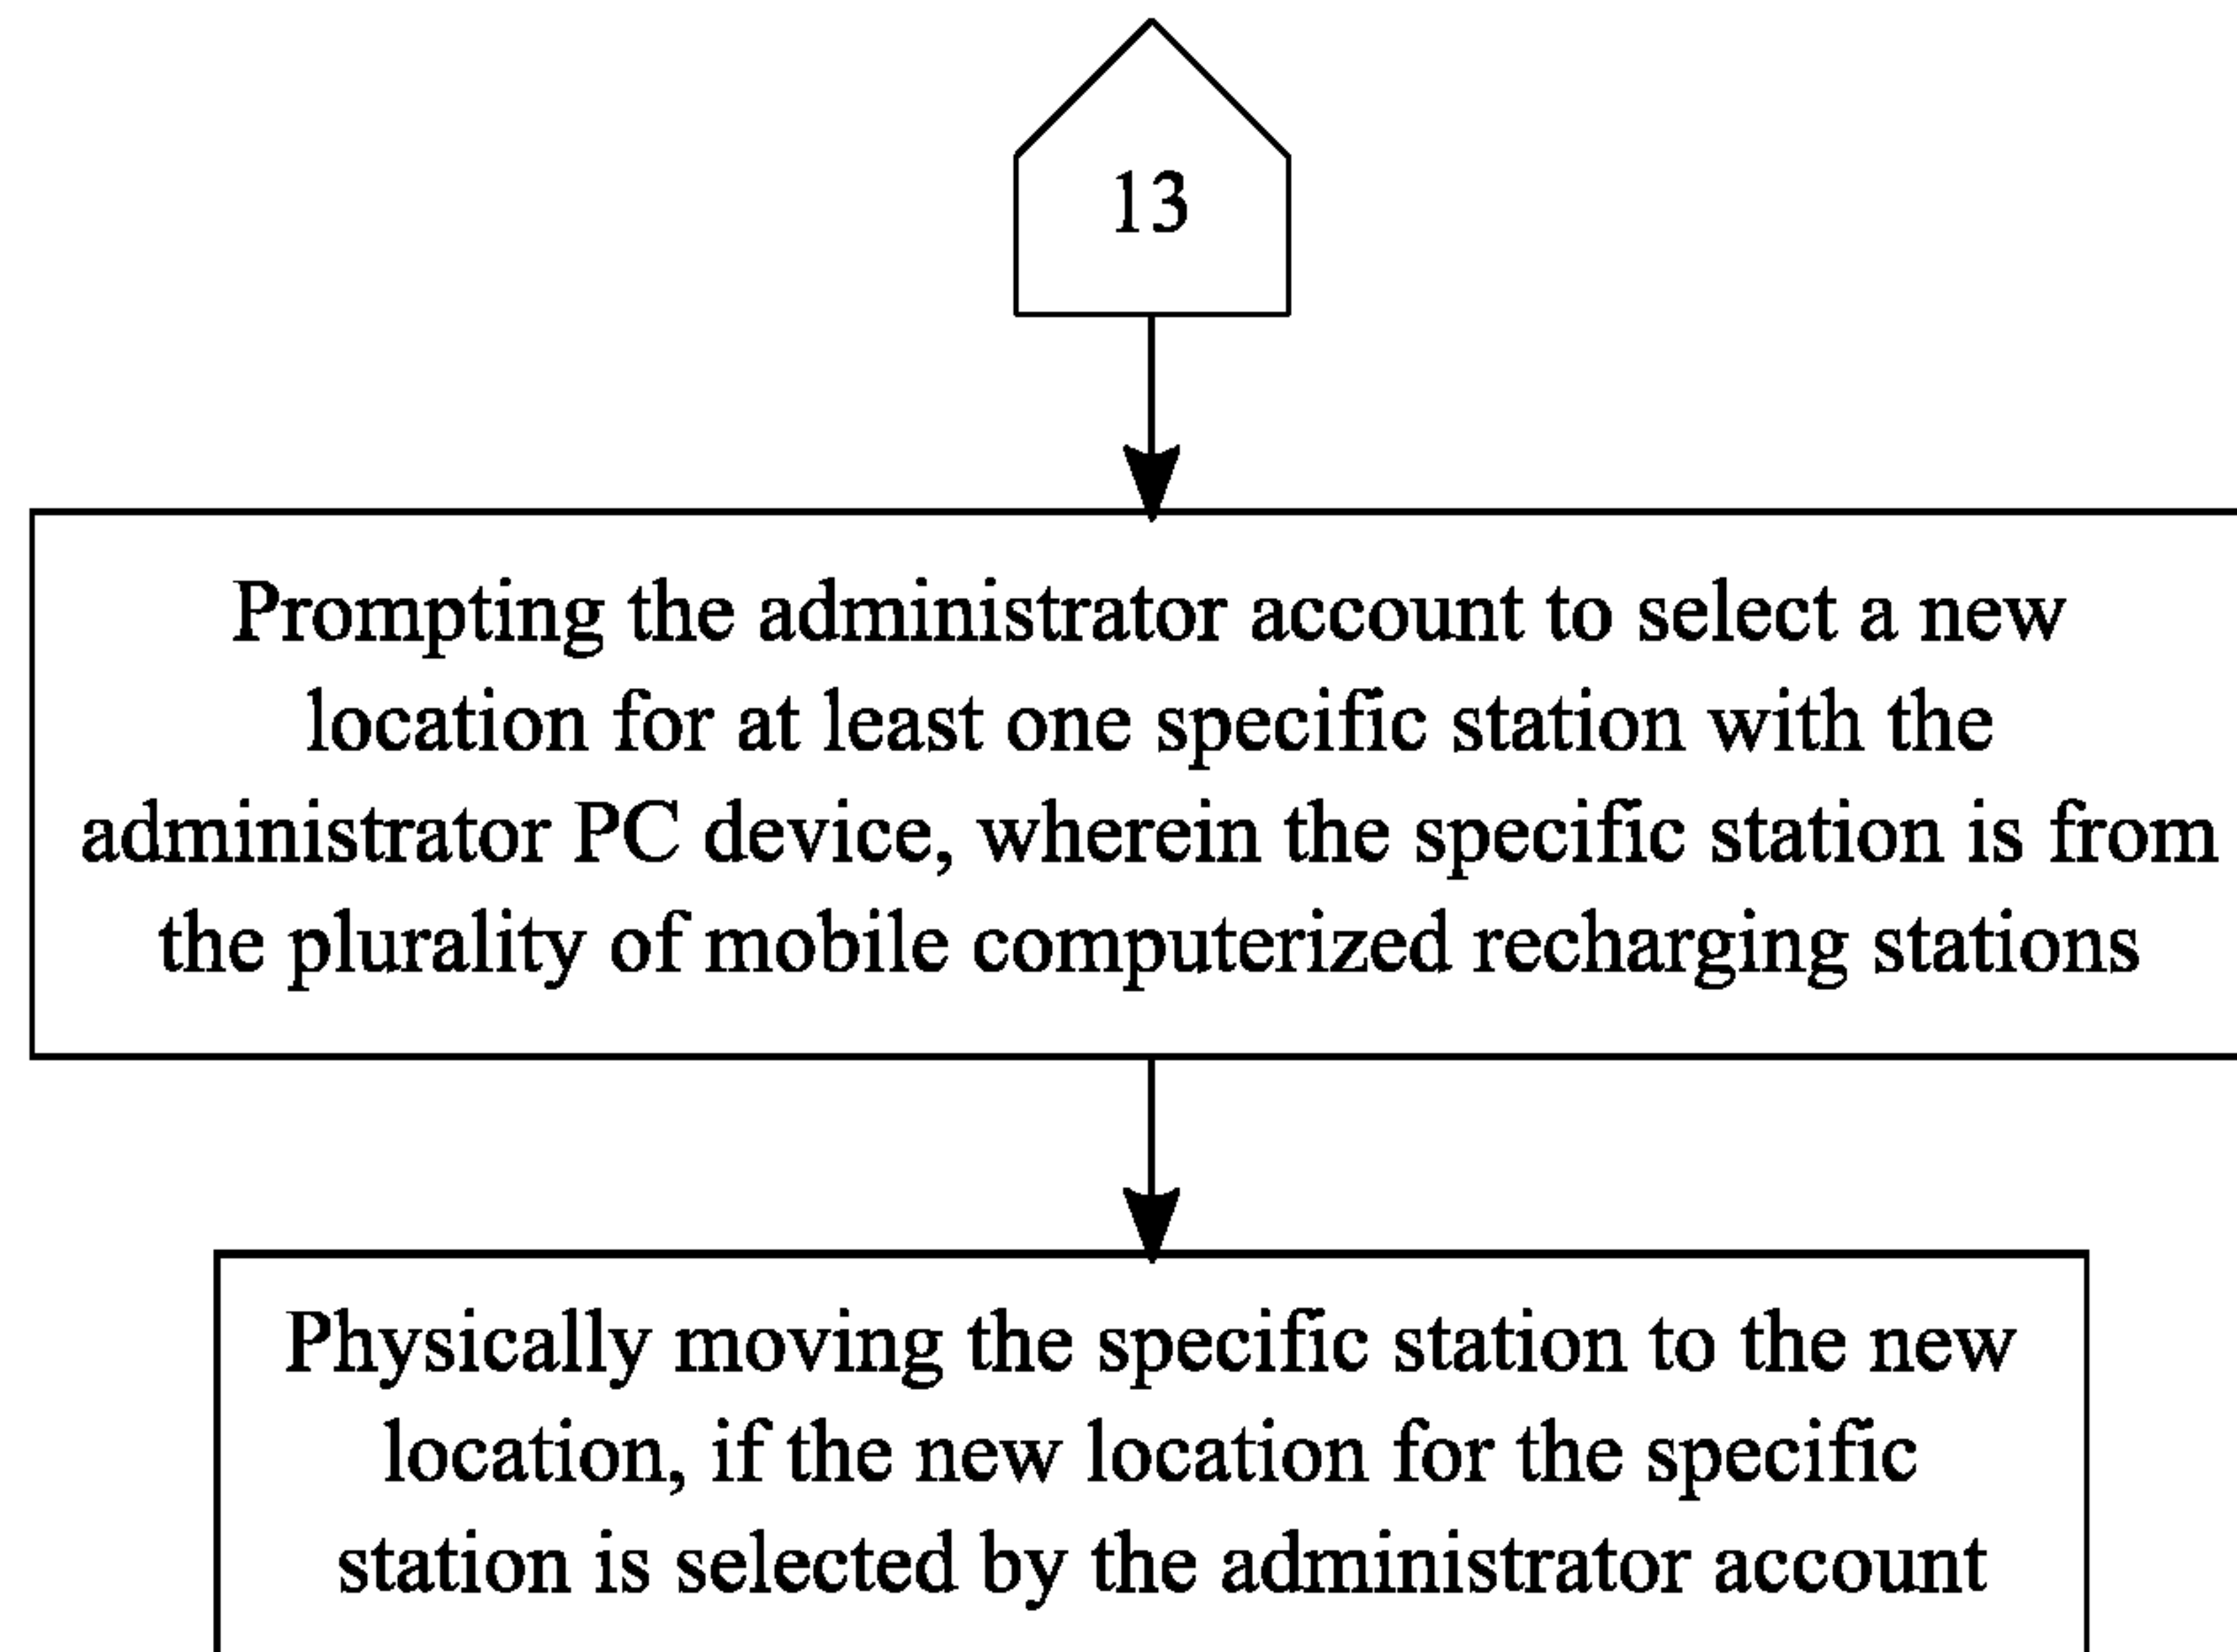 13
Prompting the administrator account to select a new
location for at least one specific station with the
administrator PC device, wherein the specific station is from
the plurality of mobile computerized recharging stations
Physically moving the specific station to the new
location, if the new location for the specific
station is selected by the administrator account